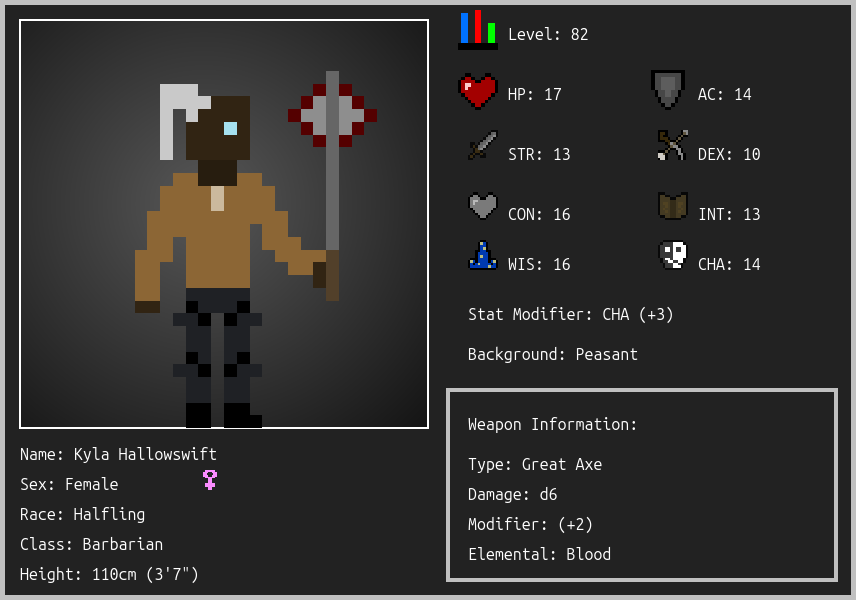 Level: 82
HP: 17
AC: 14
STR: 13
DEX: 10
CON: 16
INT: 13
WIS: 16
CHA: 14
Stat Modifier: CHA (+3)
Background: Peasant
Weapon Information:
Type: Great Axe
Damage: d6
Modifier: (+2)
Elemental: Blood
Name: Kyla Hallowswift
Sex: Female
Race: Halfling
Class: Barbarian
Height: 110cm (3'7")